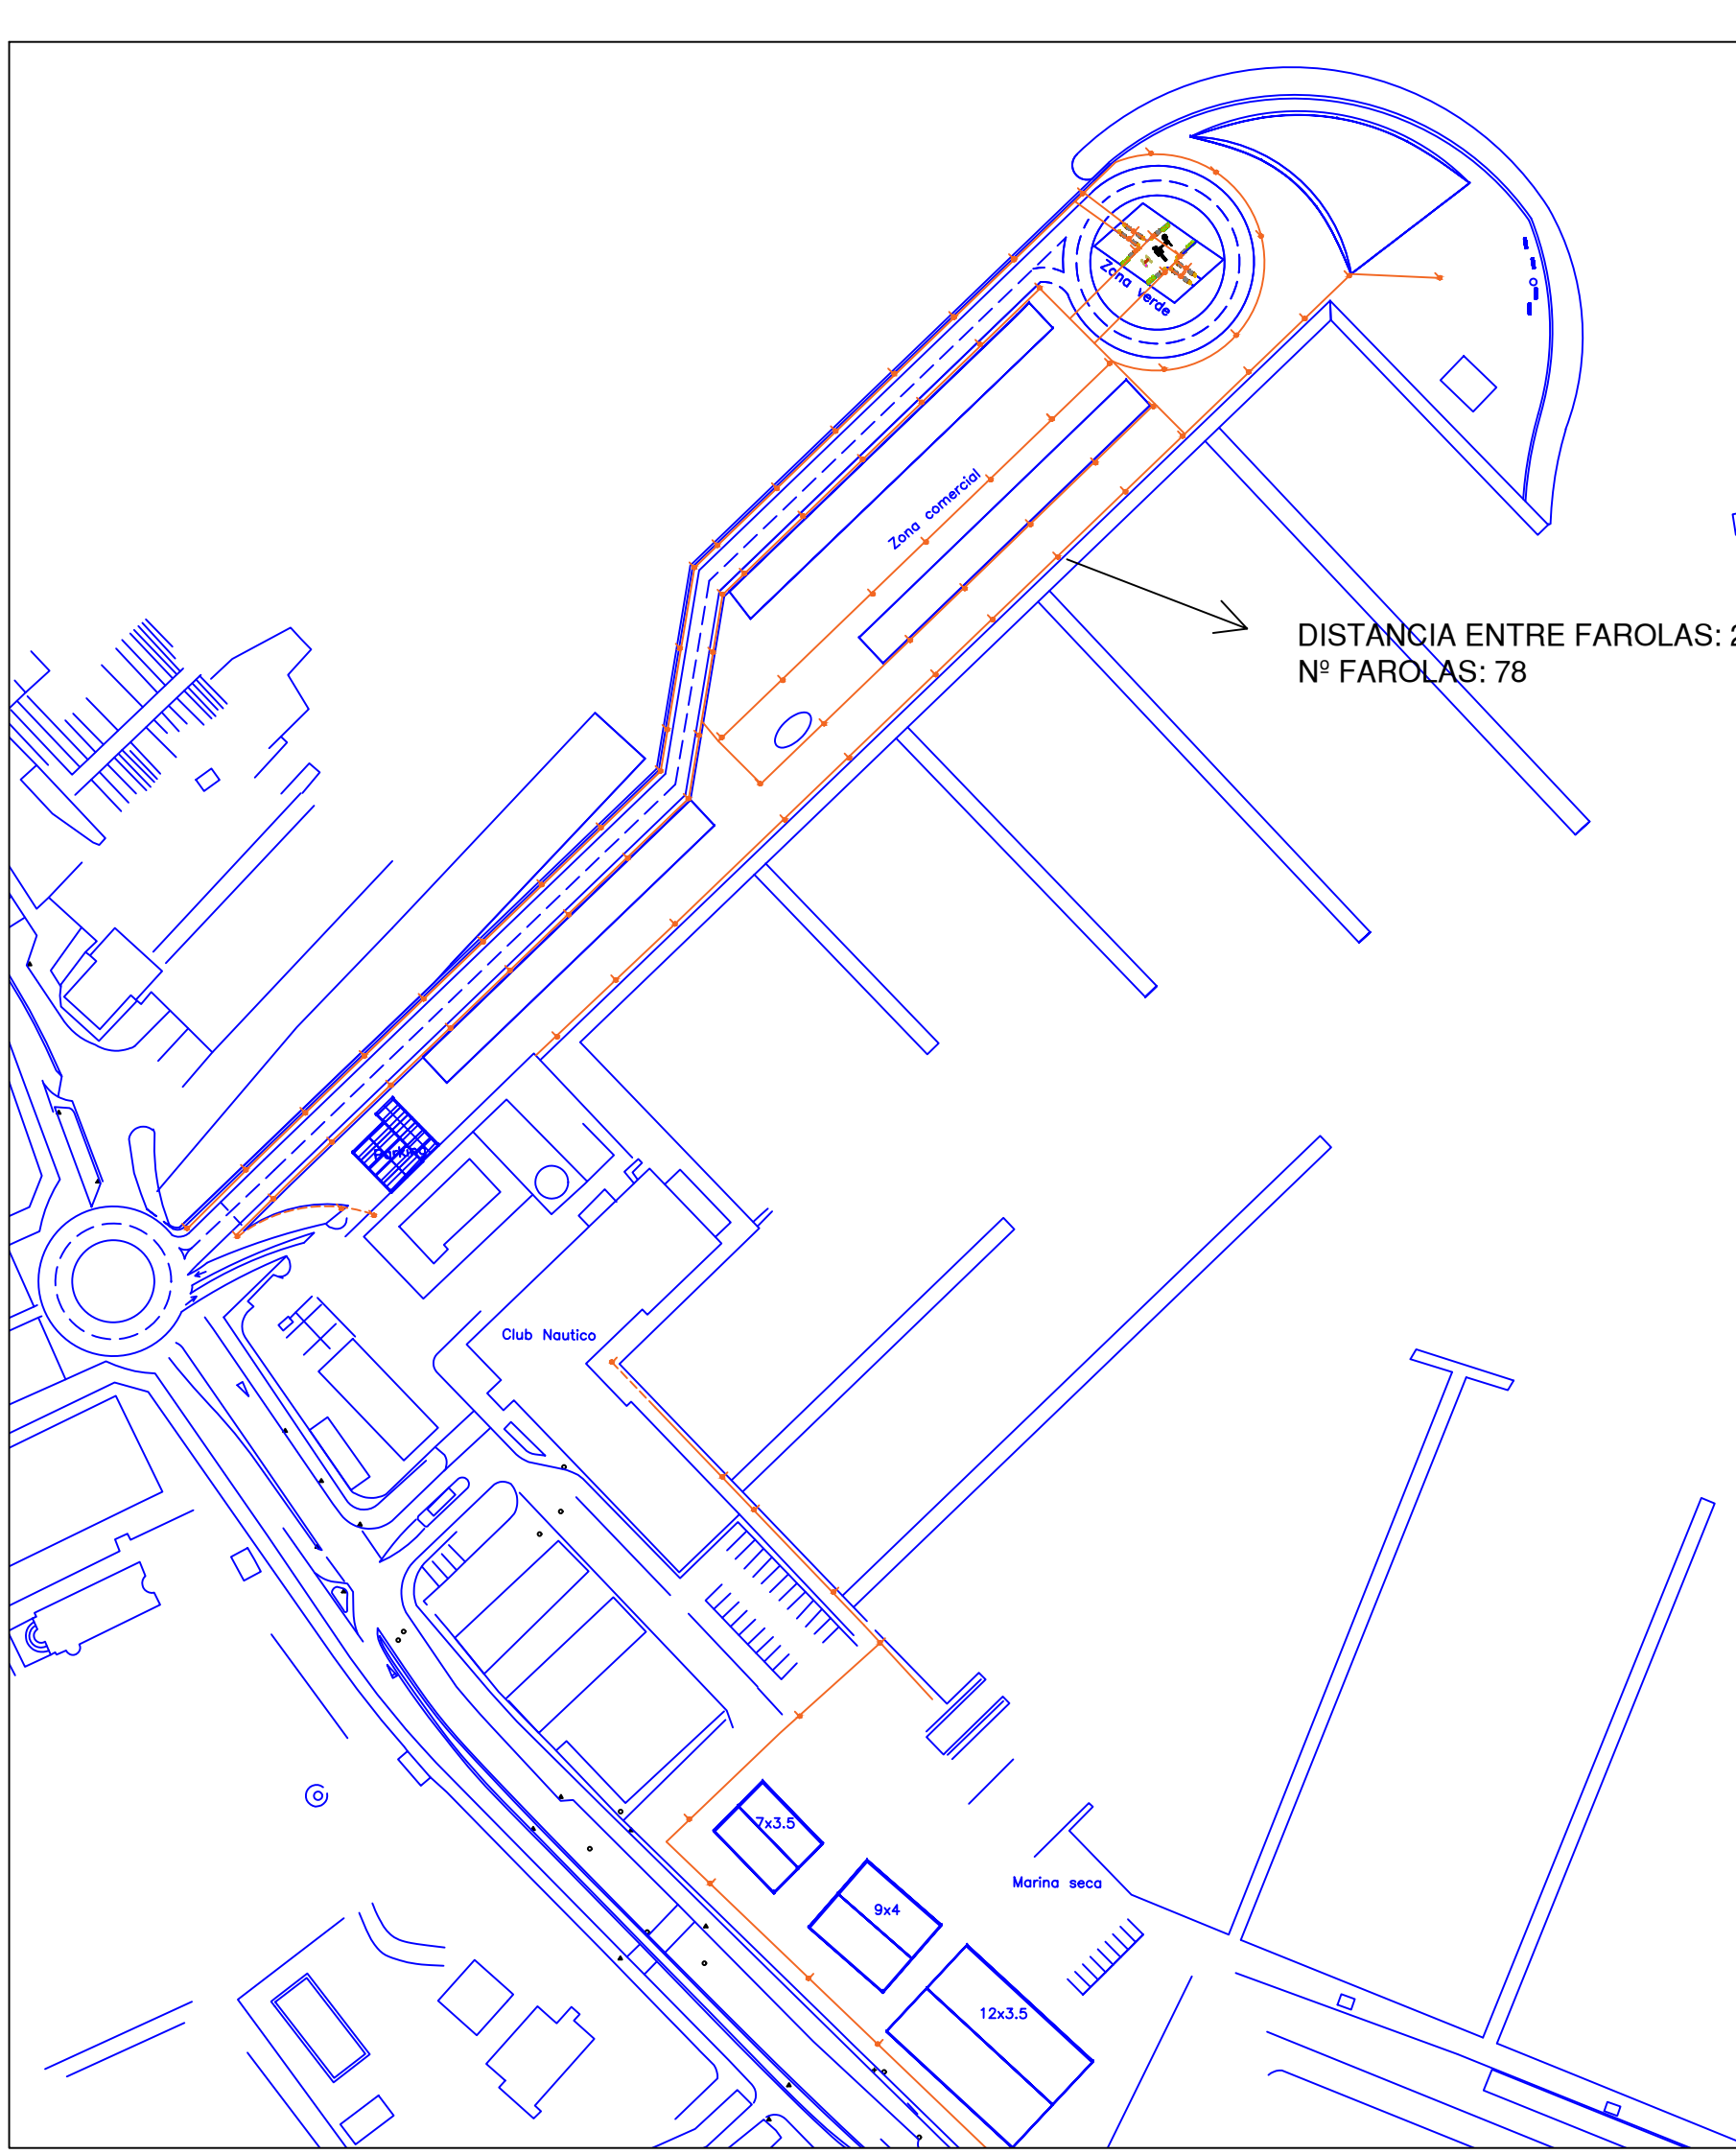 Zona verde
Zona comercial
DISTANCIA ENTRE FAROLAS: 2
Nº FAROLAS: 78
Parking
Club Nautico
7x3.5
Marina seca
9x4
12x3.5